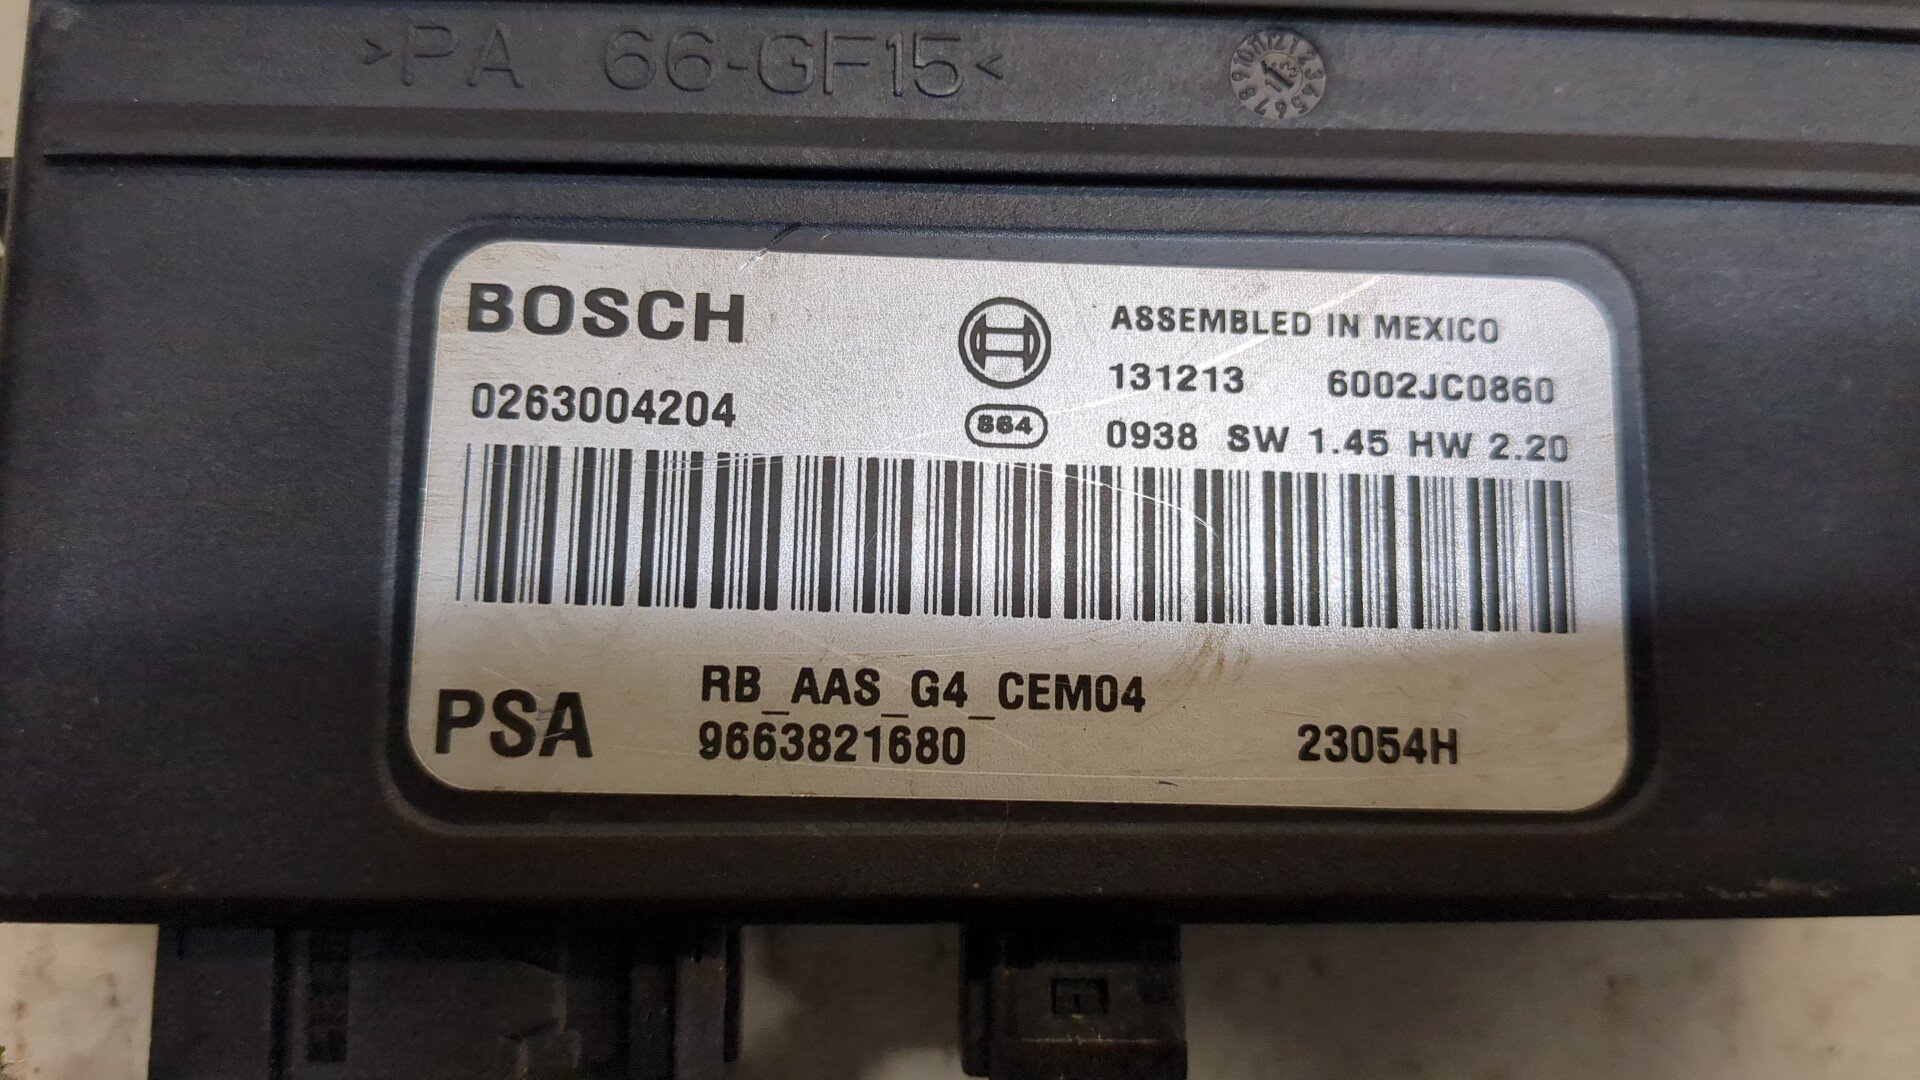 >PA 66-GF15<
BOSCH
0263004204
ASSEMBLED IN MEXICO
131213 6002JC0860
0938 SW 1.45 HW 2.20
PSA
RB_AAS_G4_CEM04
9663821680
23054H